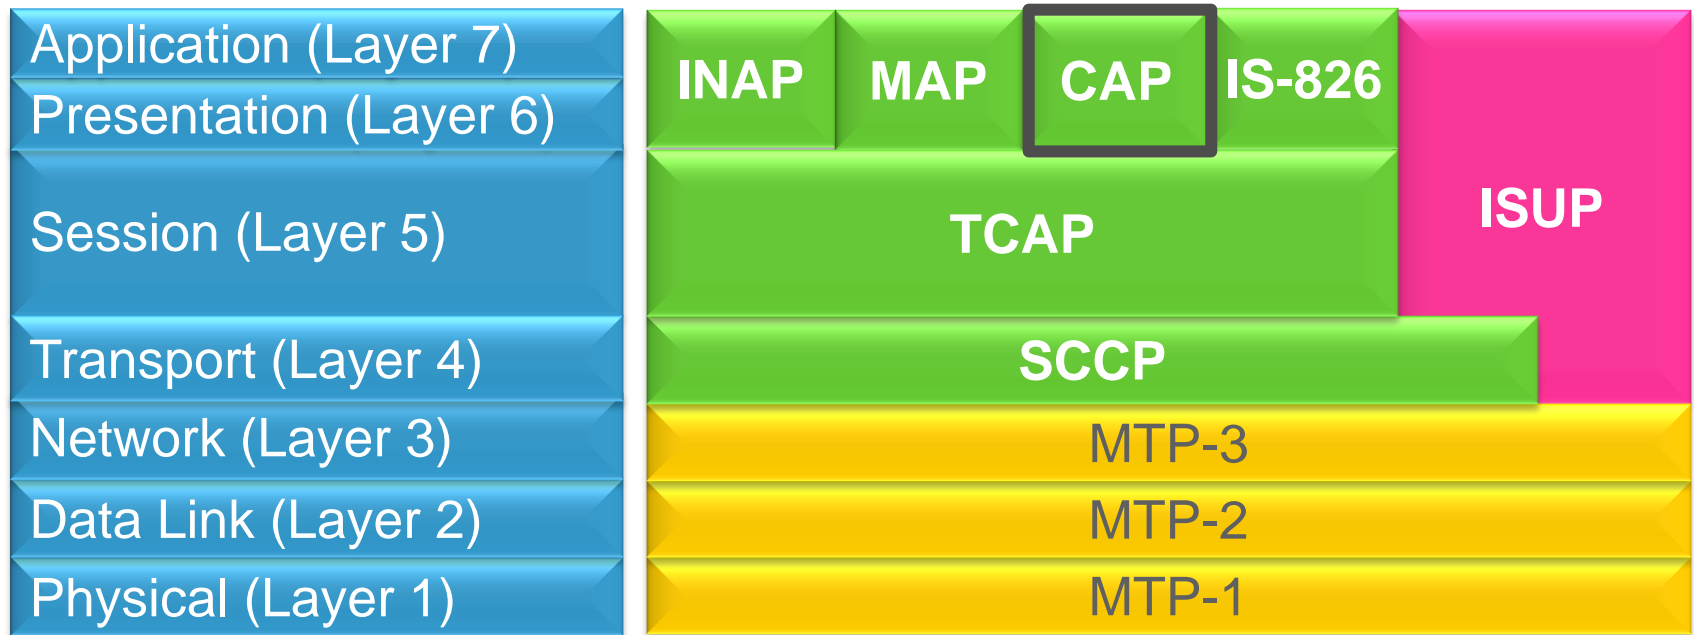 Application (Layer 7)
Presentation (Layer 6)
Session (Layer 5)
Transport (Layer 4)
Network (Layer 3)
Data Link (Layer 2)
Physical (Layer 1)
INAP
MAP
CAP
IS-826
ISUP
TCAP
SCCP
MTP-3
MTP-2
MTP-1